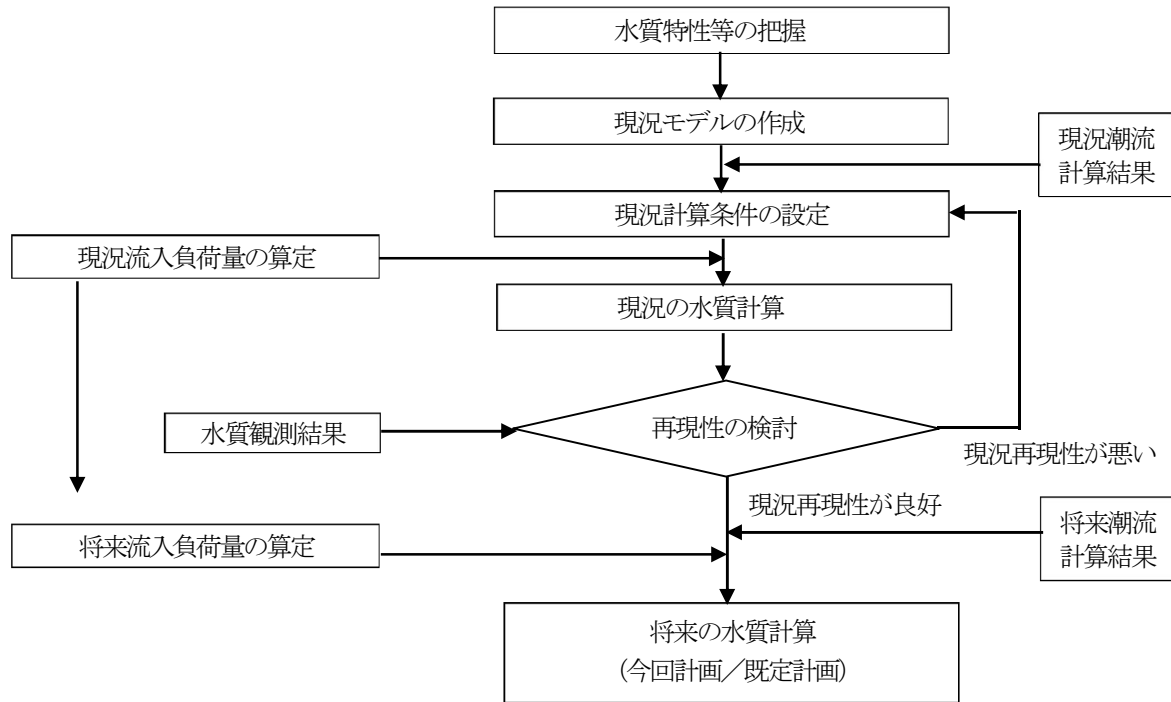 水質特性等の把握
現況モデルの作成
現況潮流
計算結果
現況計算条件の設定
現況流入負荷量の算定
現況の水質計算
再現性の検討
水質観測結果
現況再現性が悪い
現況再現性が良好
将来潮流
計算結果
将来流入負荷量の算定
将来の水質計算
(今回計画／既定計画)